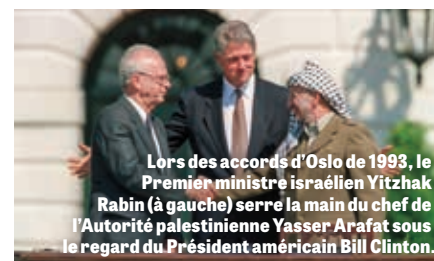 Lors des accords d'Oslo de 1993, le
Premier ministre israélien Yitzhak
Rabin (à gauche) serre la main du chef de
l'Autorité palestinienne Yasser Arafat sous
le regard du Président américain Bill Clinton.